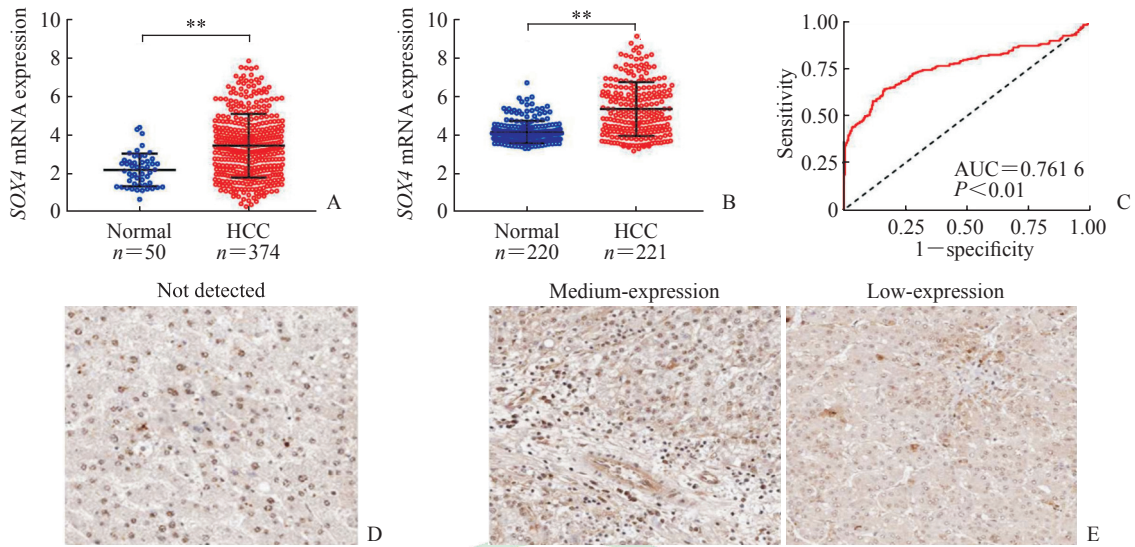 10
8
6
4
2
0
SOX4 mRNA expression
**
Normal
n=50
HCC
n=374
A
10
8
6
4
2
0
SOX4 mRNA expression
**
Normal
n=220
HCC
n=221
B
1.00
0.75
0.50
0.25
0
Sensitivity
AUC=0.761 6
P<0.01
0.25 0.50 0.75 1.00
1-specificity
C
Not detected
D
Medium-expression
Low-expression
E